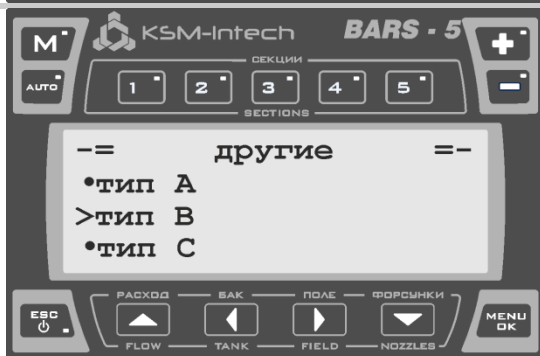 KSM-Intech BARS - 5
M
AUTO
+
-
СЕКЦИИ
1 2 3 4 5
SECTIONS
-= другие =-
•тип A
>тип B
•тип C
РАСХОД БАК ПОЛЕ ФОРСУНКИ
ESC
MENU
OK
FLOW TANK FIELD NOZZLES